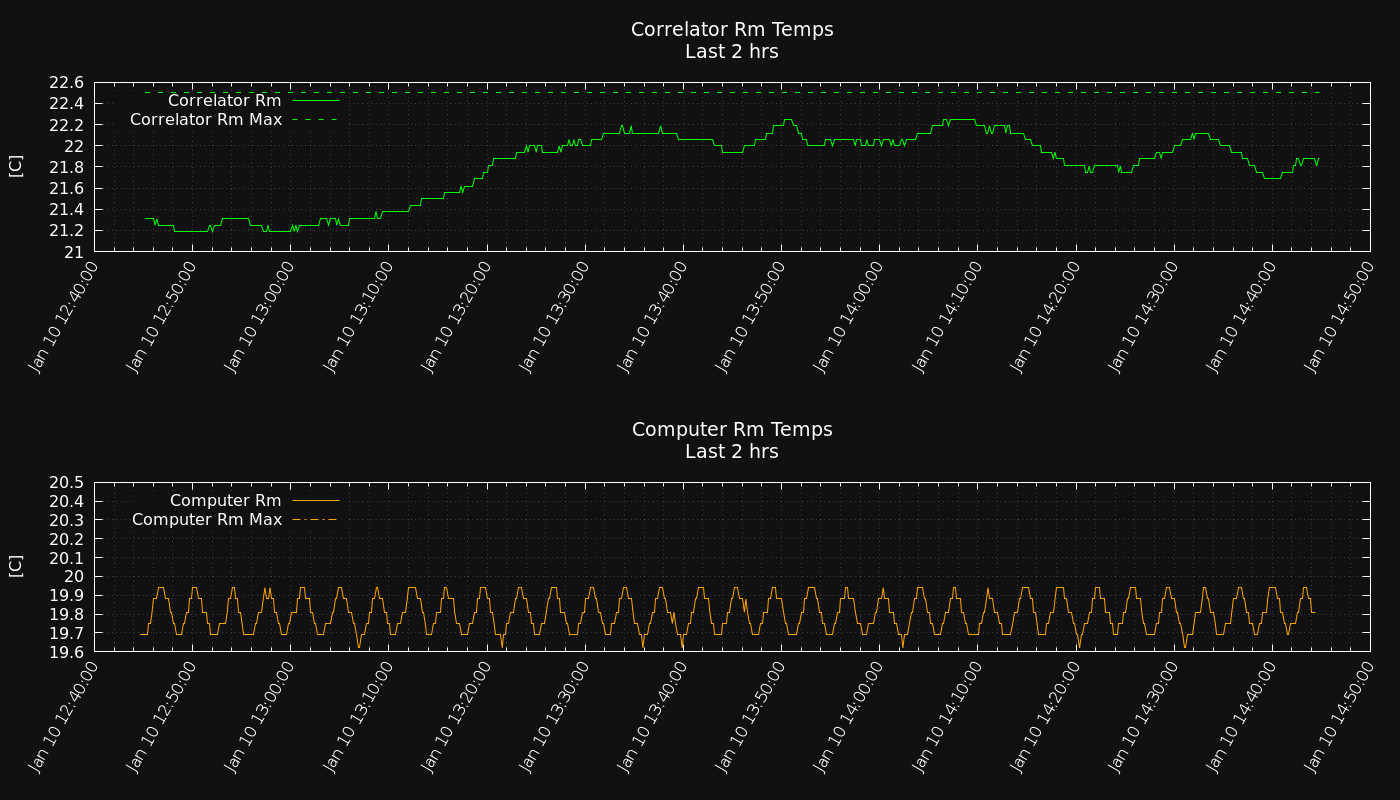 Correlator Rm Temps
Last 2 hrs
22.6
22.4
22.2
22
21.8
21.6
21.4
21.2
21
[C]
Correlator Rm
Correlator Rm Max
Jan 10 12:40:00
Jan 10 12:50:00
Jan 10 13:00:00
Jan 10 13:10:00
Jan 10 13:20:00
Jan 10 13:30:00
Jan 10 13:40:00
Jan 10 13:50:00
Jan 10 14:00:00
Jan 10 14:10:00
Jan 10 14:20:00
Jan 10 14:30:00
Jan 10 14:40:00
Jan 10 14:50:00
Computer Rm Temps
Last 2 hrs
20.5
20.4
20.3
20.2
20.1
20
19.9
19.8
19.7
19.6
[C]
Computer Rm
Computer Rm Max
Jan 10 12:40:00
Jan 10 12:50:00
Jan 10 13:00:00
Jan 10 13:10:00
Jan 10 13:20:00
Jan 10 13:30:00
Jan 10 13:40:00
Jan 10 13:50:00
Jan 10 14:00:00
Jan 10 14:10:00
Jan 10 14:20:00
Jan 10 14:30:00
Jan 10 14:40:00
Jan 10 14:50:00